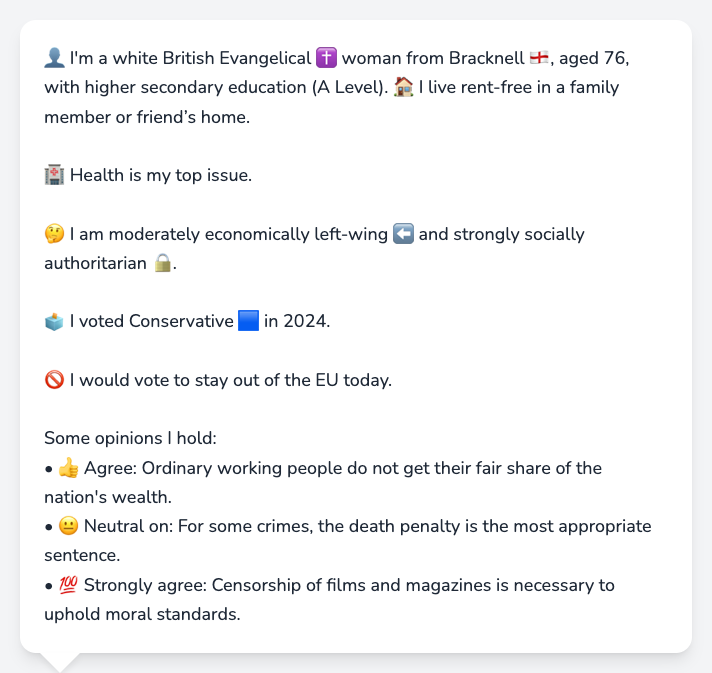 👤 I'm a white British Evangelical ✝️ woman from Bracknell 🏴󠁧󠁢󠁥󠁮󠁧󠁿, aged 76,
with higher secondary education (A Level). 🏠 I live rent-free in a family
member or friend’s home.
🏥 Health is my top issue.
🤔 I am moderately economically left-wing ⬅️ and strongly socially
authoritarian 🔒.
🗳️ I voted Conservative 🟦 in 2024.
🚫 I would vote to stay out of the EU today.
Some opinions I hold:
• 👍 Agree: Ordinary working people do not get their fair share of the
nation's wealth.
• 😐 Neutral on: For some crimes, the death penalty is the most appropriate
sentence.
• 💯 Strongly agree: Censorship of films and magazines is necessary to
uphold moral standards.